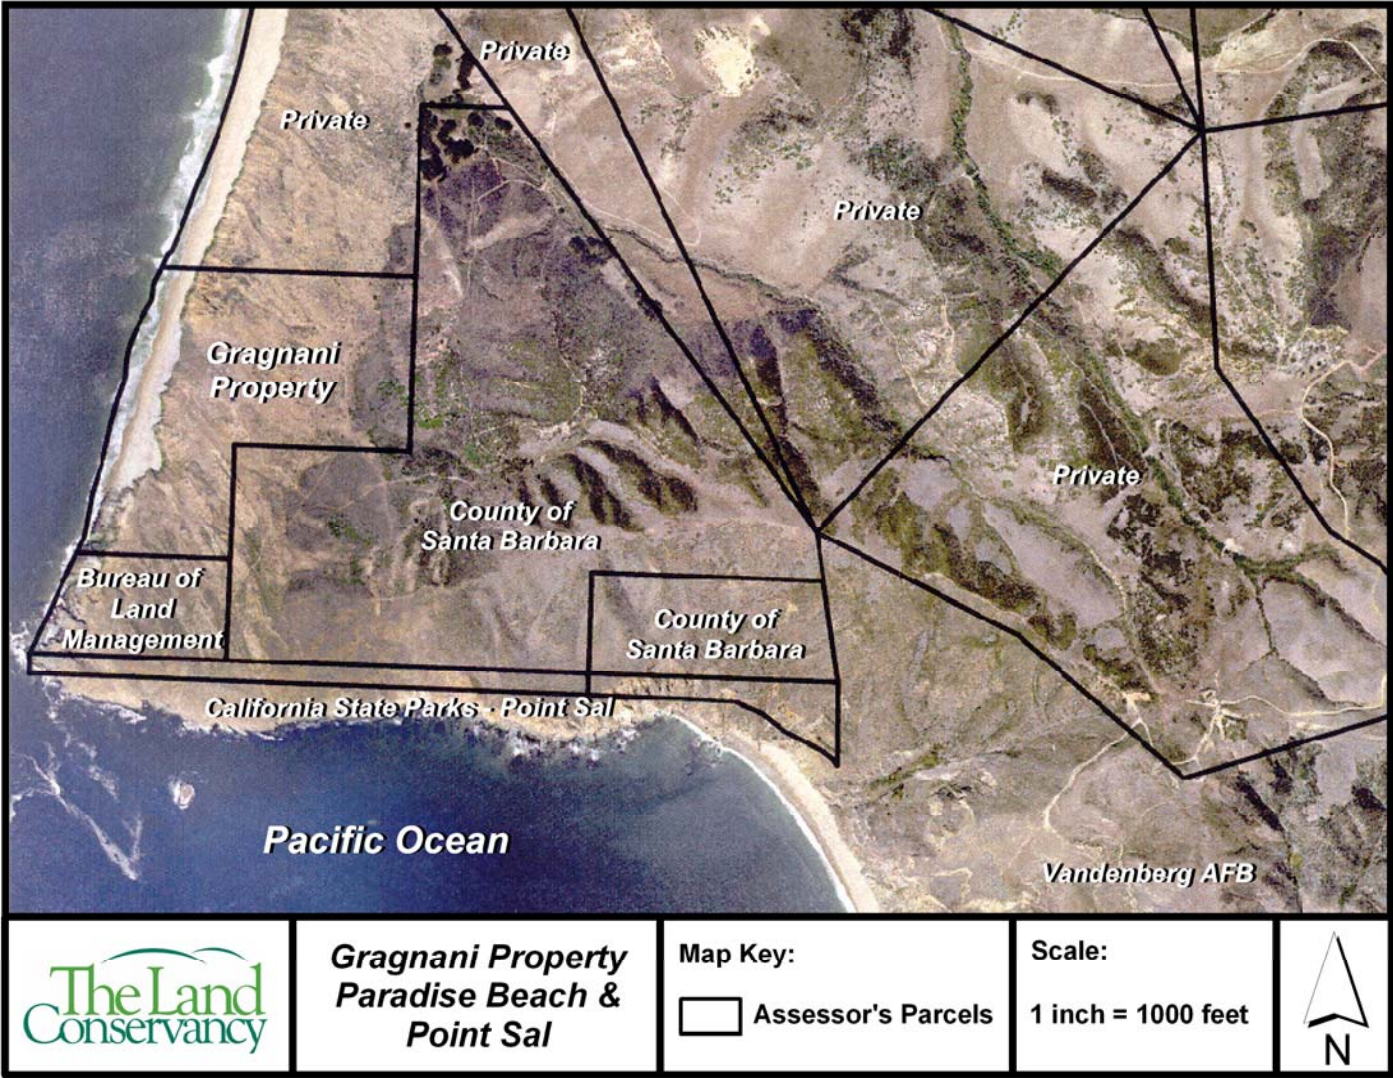 Private
Private
Private
Gragnani
Property
Private
County of
Santa Barbara
Bureau of
Land
Management
County of
Santa Barbara
California State Parks - Point Sal
Pacific Ocean
Vandenberg AFB
The Land
Conservancy
Gragnani Property
Paradise Beach &
Point Sal
Map Key:
Assessor's Parcels
Scale:
1 inch = 1000 feet
N